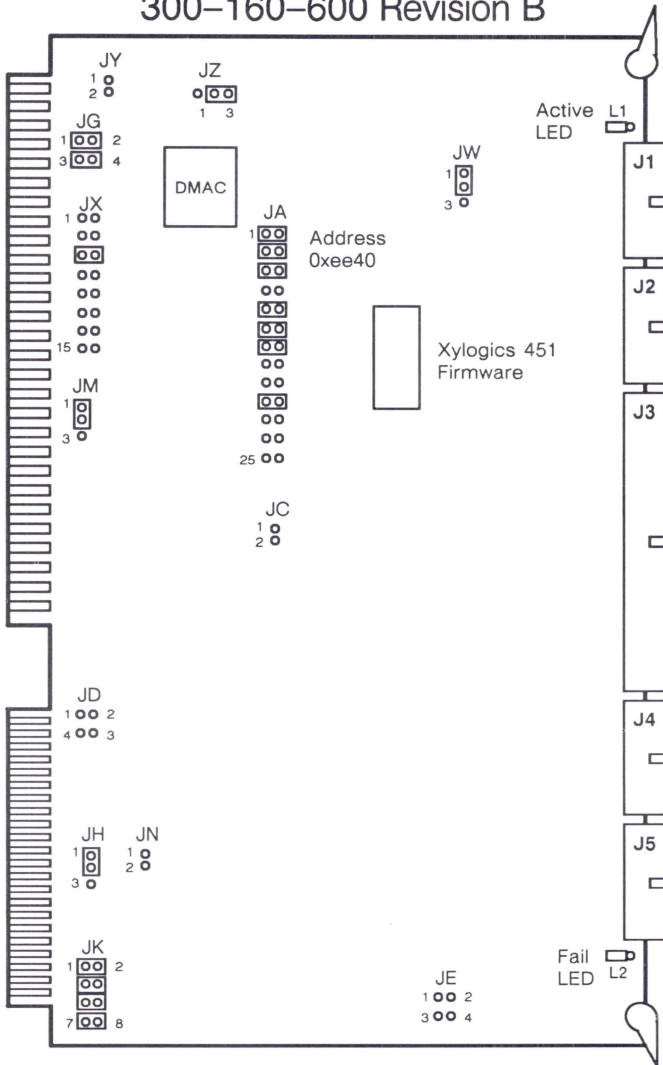 300–160–600 Revision B
JY
1
2
JZ
1 3
Active
LED
L1
JG
1 2
3 4
DMAC
JW
1
3
J1
JX
1
15
JA
1
25
Address
0xee40
J2
Xylogics 451
Firmware
JM
1
3
J3
JC
1
2
JD
1 2
4 3
J4
JH
1
3
JN
1
2
J5
JK
1 2
7 8
JE
1 2
3 4
Fail
LED
L2